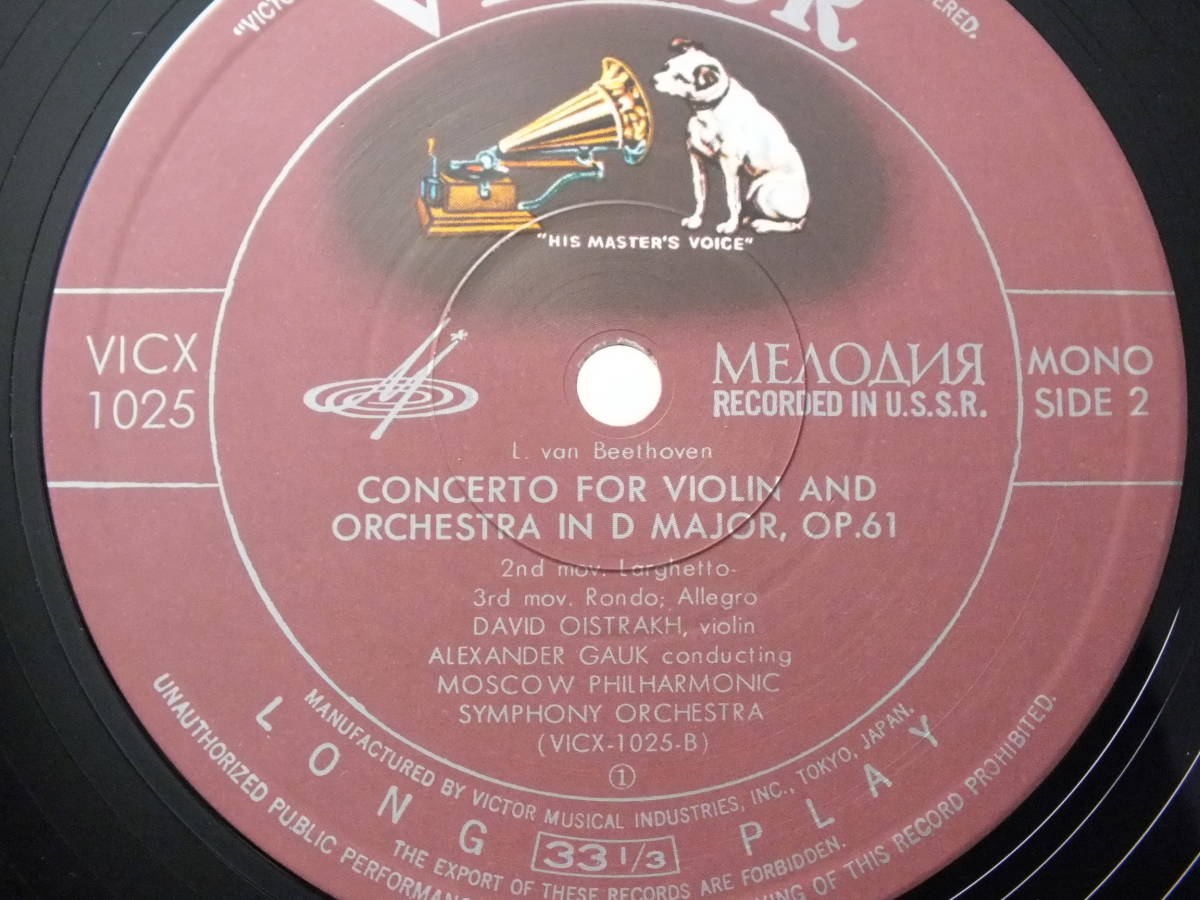 "HIS MASTER'S VOICE"
VICX
1025
МЕЛОДИЯ
RECORDED IN U.S.S.R.
MONO
SIDE 2
L. van Beethoven
CONCERTO FOR VIOLIN AND
ORCHESTRA IN D MAJOR, OP.61
2nd mov. Larghetto-
3rd mov. Rondo; Allegro
DAVID OISTRAKH, violin
ALEXANDER GAUK conducting
MOSCOW PHILHARMONIC
SYMPHONY ORCHESTRA
(VICX-1025-B)
1
MANUFACTURED BY VICTOR MUSICAL INDUSTRIES, INC., TOKYO, JAPAN.
LONG PLAY
33 1/3
THE EXPORT OF THESE RECORDS ARE FORBIDDEN.
UNAUTHORIZED PUBLIC
OF THIS RECORD PROHIBITED.